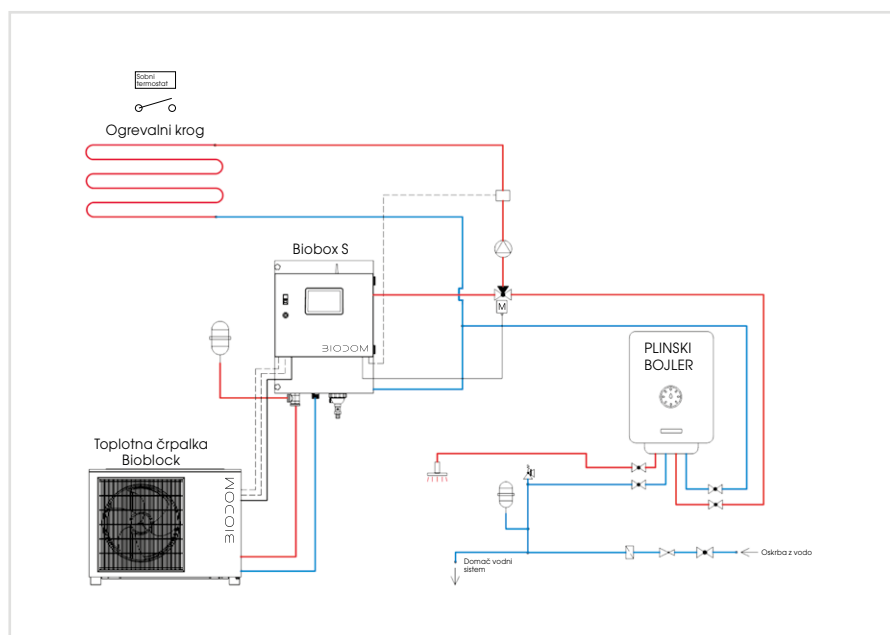 Sobni
termostat
Ogrevalni krog
Biobox S
BIODOM
M
PLINSKI
BOJLER
Toplotna črpalka
Bioblock
BIODOM
Domač vodni
sistem
Oskrba z vodo